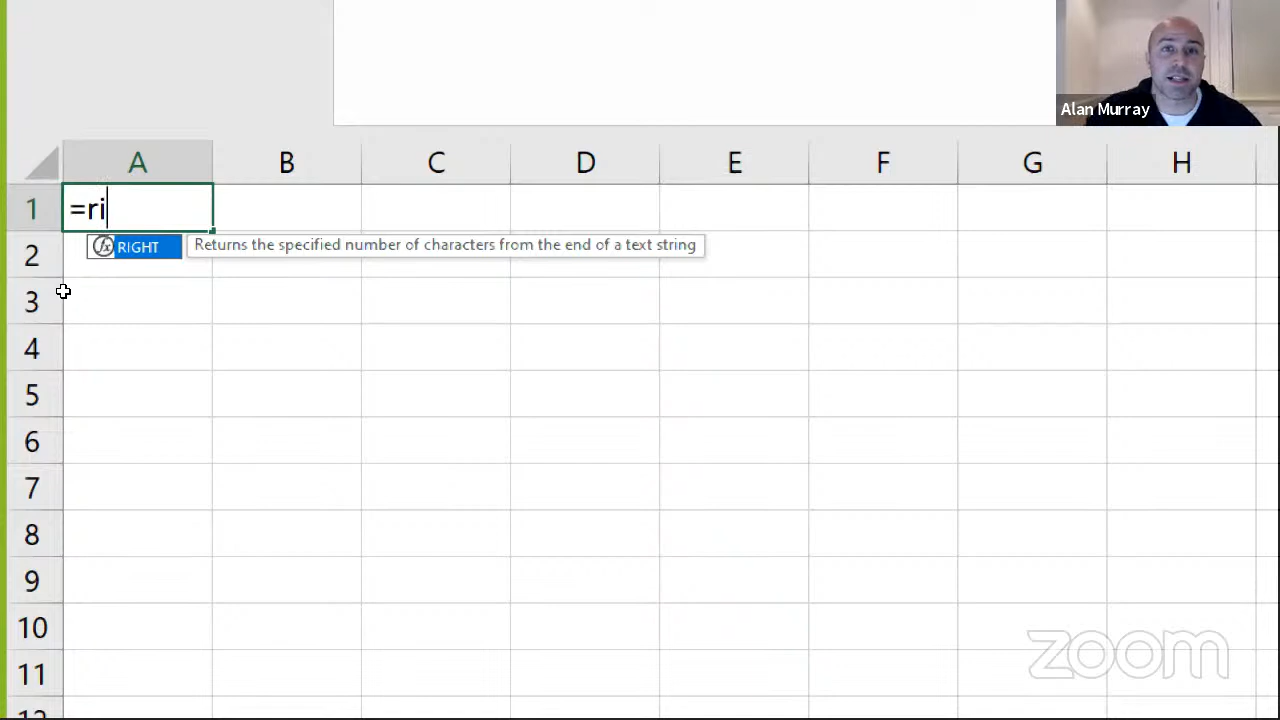 Alan Murray
A B C D E F G H
1 =ri
RIGHT Returns the specified number of characters from the end of a text string
2
3
4
5
6
7
8
9
10
11
12
zoom